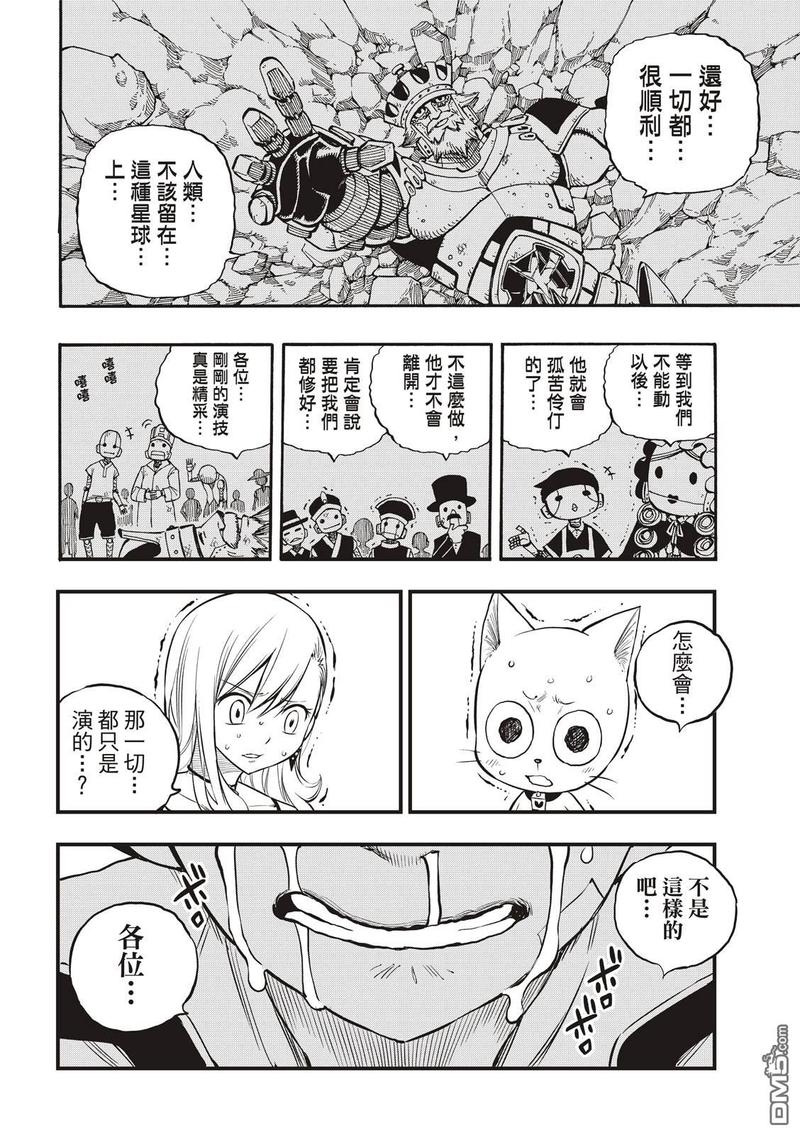 還好…
一切都…
很順利…
人類…
不該留在…
這種星球…
上…
等到我們
不能動
以後…
他就會
孤苦伶仃
的了…
不這麼做，
他才不會
離開…
肯定會說
要把我們
都修好…
各位…
剛剛的演技
真是精采…
嘻嘻
嘻嘻
怎麼會…
那一切…
都只是
演的…？
不是
這樣的
吧…
ボロ
ボロ
各位…
DM5.com